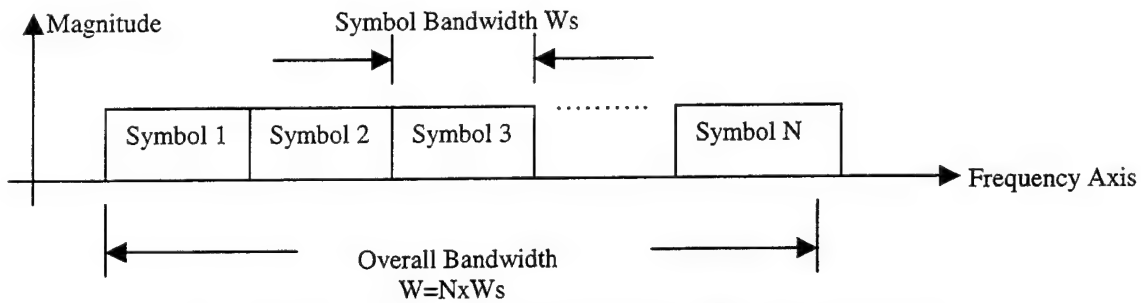 Magnitude
Symbol Bandwidth Ws
Symbol 1
Symbol 2
Symbol 3
Symbol N
Frequency Axis
Overall Bandwidth
W=NxWs